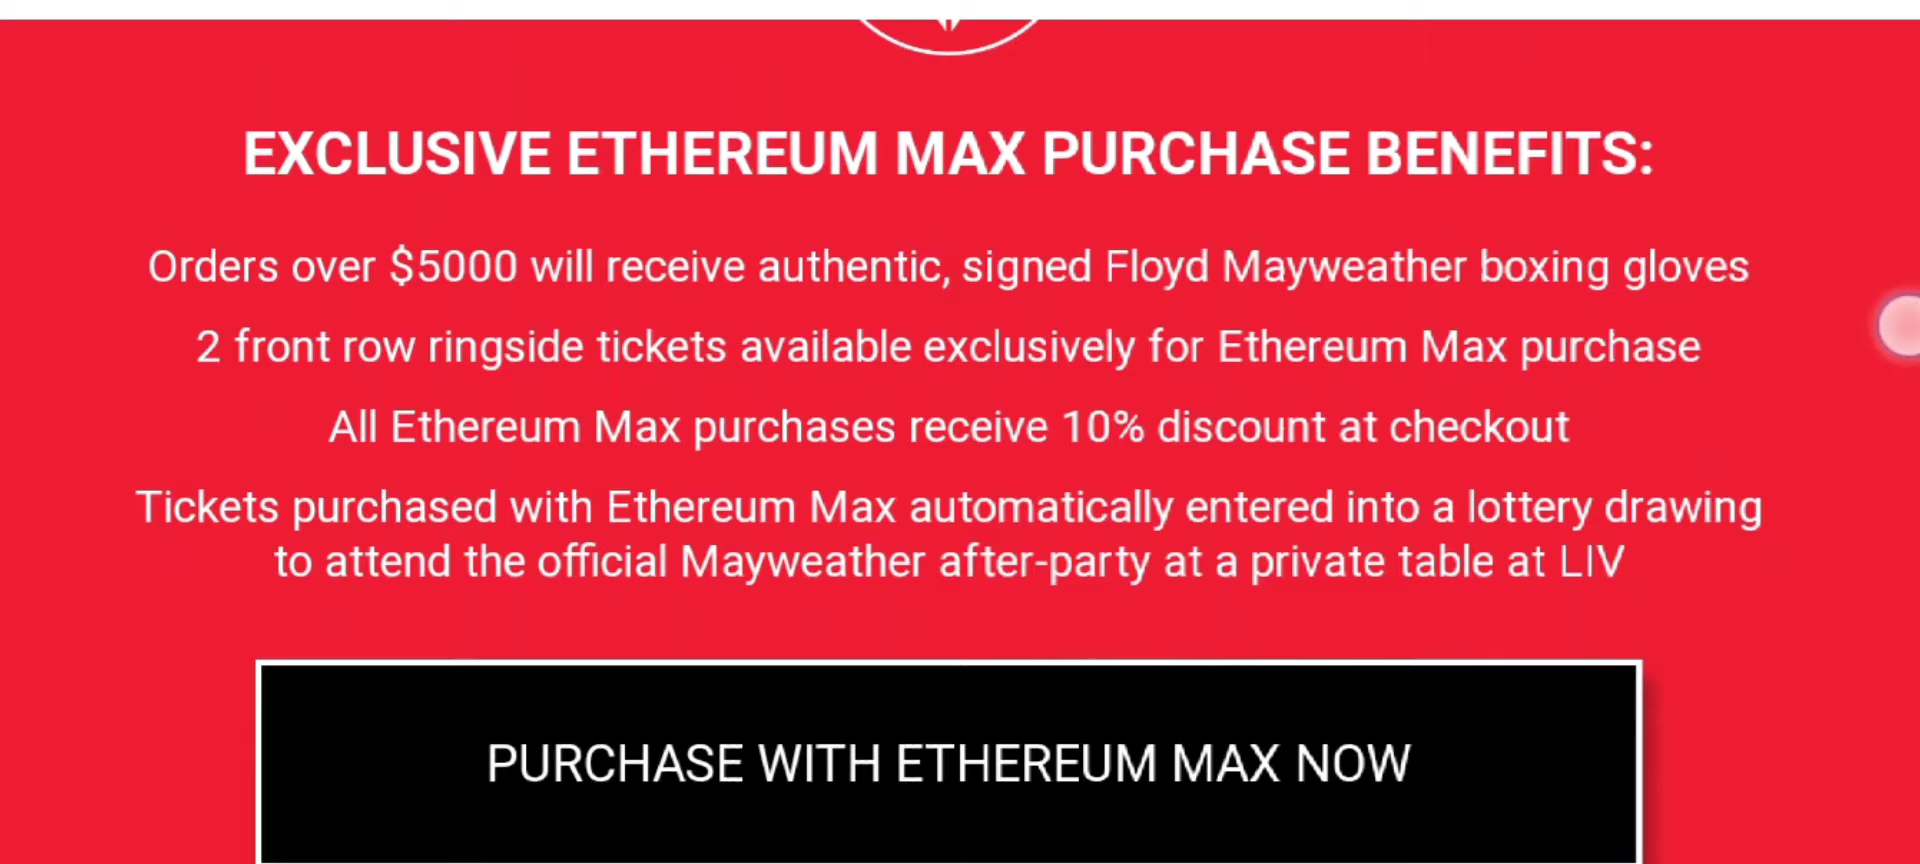 EXCLUSIVE ETHEREUM MAX PURCHASE BENEFITS:
Orders over $5000 will receive authentic, signed Floyd Mayweather boxing gloves
2 front row ringside tickets available exclusively for Ethereum Max purchase
All Ethereum Max purchases receive 10% discount at checkout
Tickets purchased with Ethereum Max automatically entered into a lottery drawing
to attend the official Mayweather after-party at a private table at LIV
PURCHASE WITH ETHEREUM MAX NOW